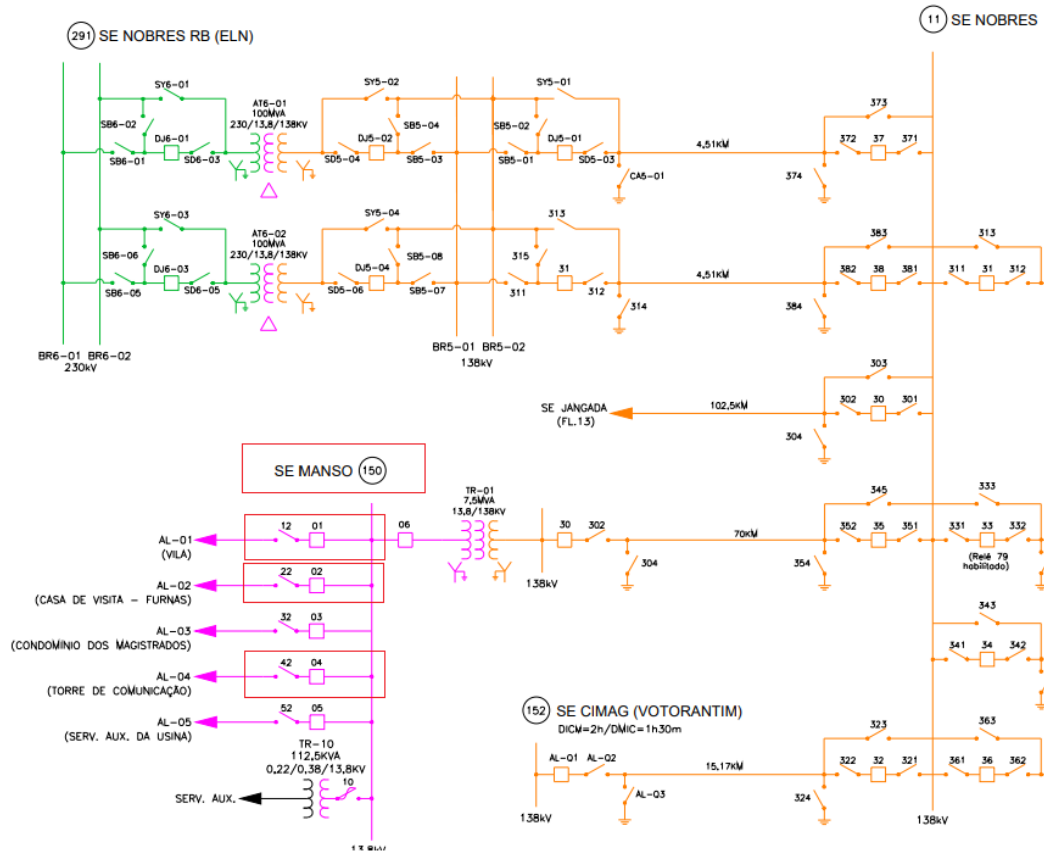 291 SE NOBRES RB (ELN)
11 SE NOBRES
SY6-01
SB6-02
DJ6-01
SB6-01
SD6-03
AT6-01
100MVA
230/13,8/138KV
SY5-02
SB5-04
DJ5-02
SD5-04
SB5-03
SY5-01
SB5-02
DJ5-01
SB5-01
SD5-03
CA5-01
4,51KM
373
372
37
371
374
SY6-03
SB6-06
DJ6-03
SB6-05
SD6-05
AT6-02
100MVA
230/13,8/138KV
SY5-04
SB5-08
DJ5-04
SD5-06
SB5-07
313
315
31
311
312
314
4,51KM
383
382
38
381
384
313
311
31
312
BR6-01 BR6-02
230kV
BR5-01 BR5-02
138kV
SE JANGADA
(FL.13)
102,5KM
303
302
30
301
304
SE MANSO 150
AL-01
(VILA)
12
01
06
TR-01
7,5MVA
13,8/138KV
138kV
30
302
304
70KM
345
352
35
351
354
333
331
33
332
(Relê 79
habilitado)
AL-02
(CASA DE VISITA - FURNAS)
22
02
AL-03
(CONDOMÍNIO DOS MAGISTRADOS)
32
03
AL-04
(TORRE DE COMUNICAÇÃO)
42
04
AL-05
(SERV. AUX. DA USINA)
52
05
343
341
34
342
TR-10
112,5KVA
0,22/0,38/13,8KV
10
SERV. AUX.
13,8kV
152 SE CIMAG (VOTORANTIM)
DICM=2h/DMIC=1h30m
AL-Q1
AL-Q2
AL-Q3
138kV
15,17KM
323
322
32
321
324
363
361
36
362
138kV